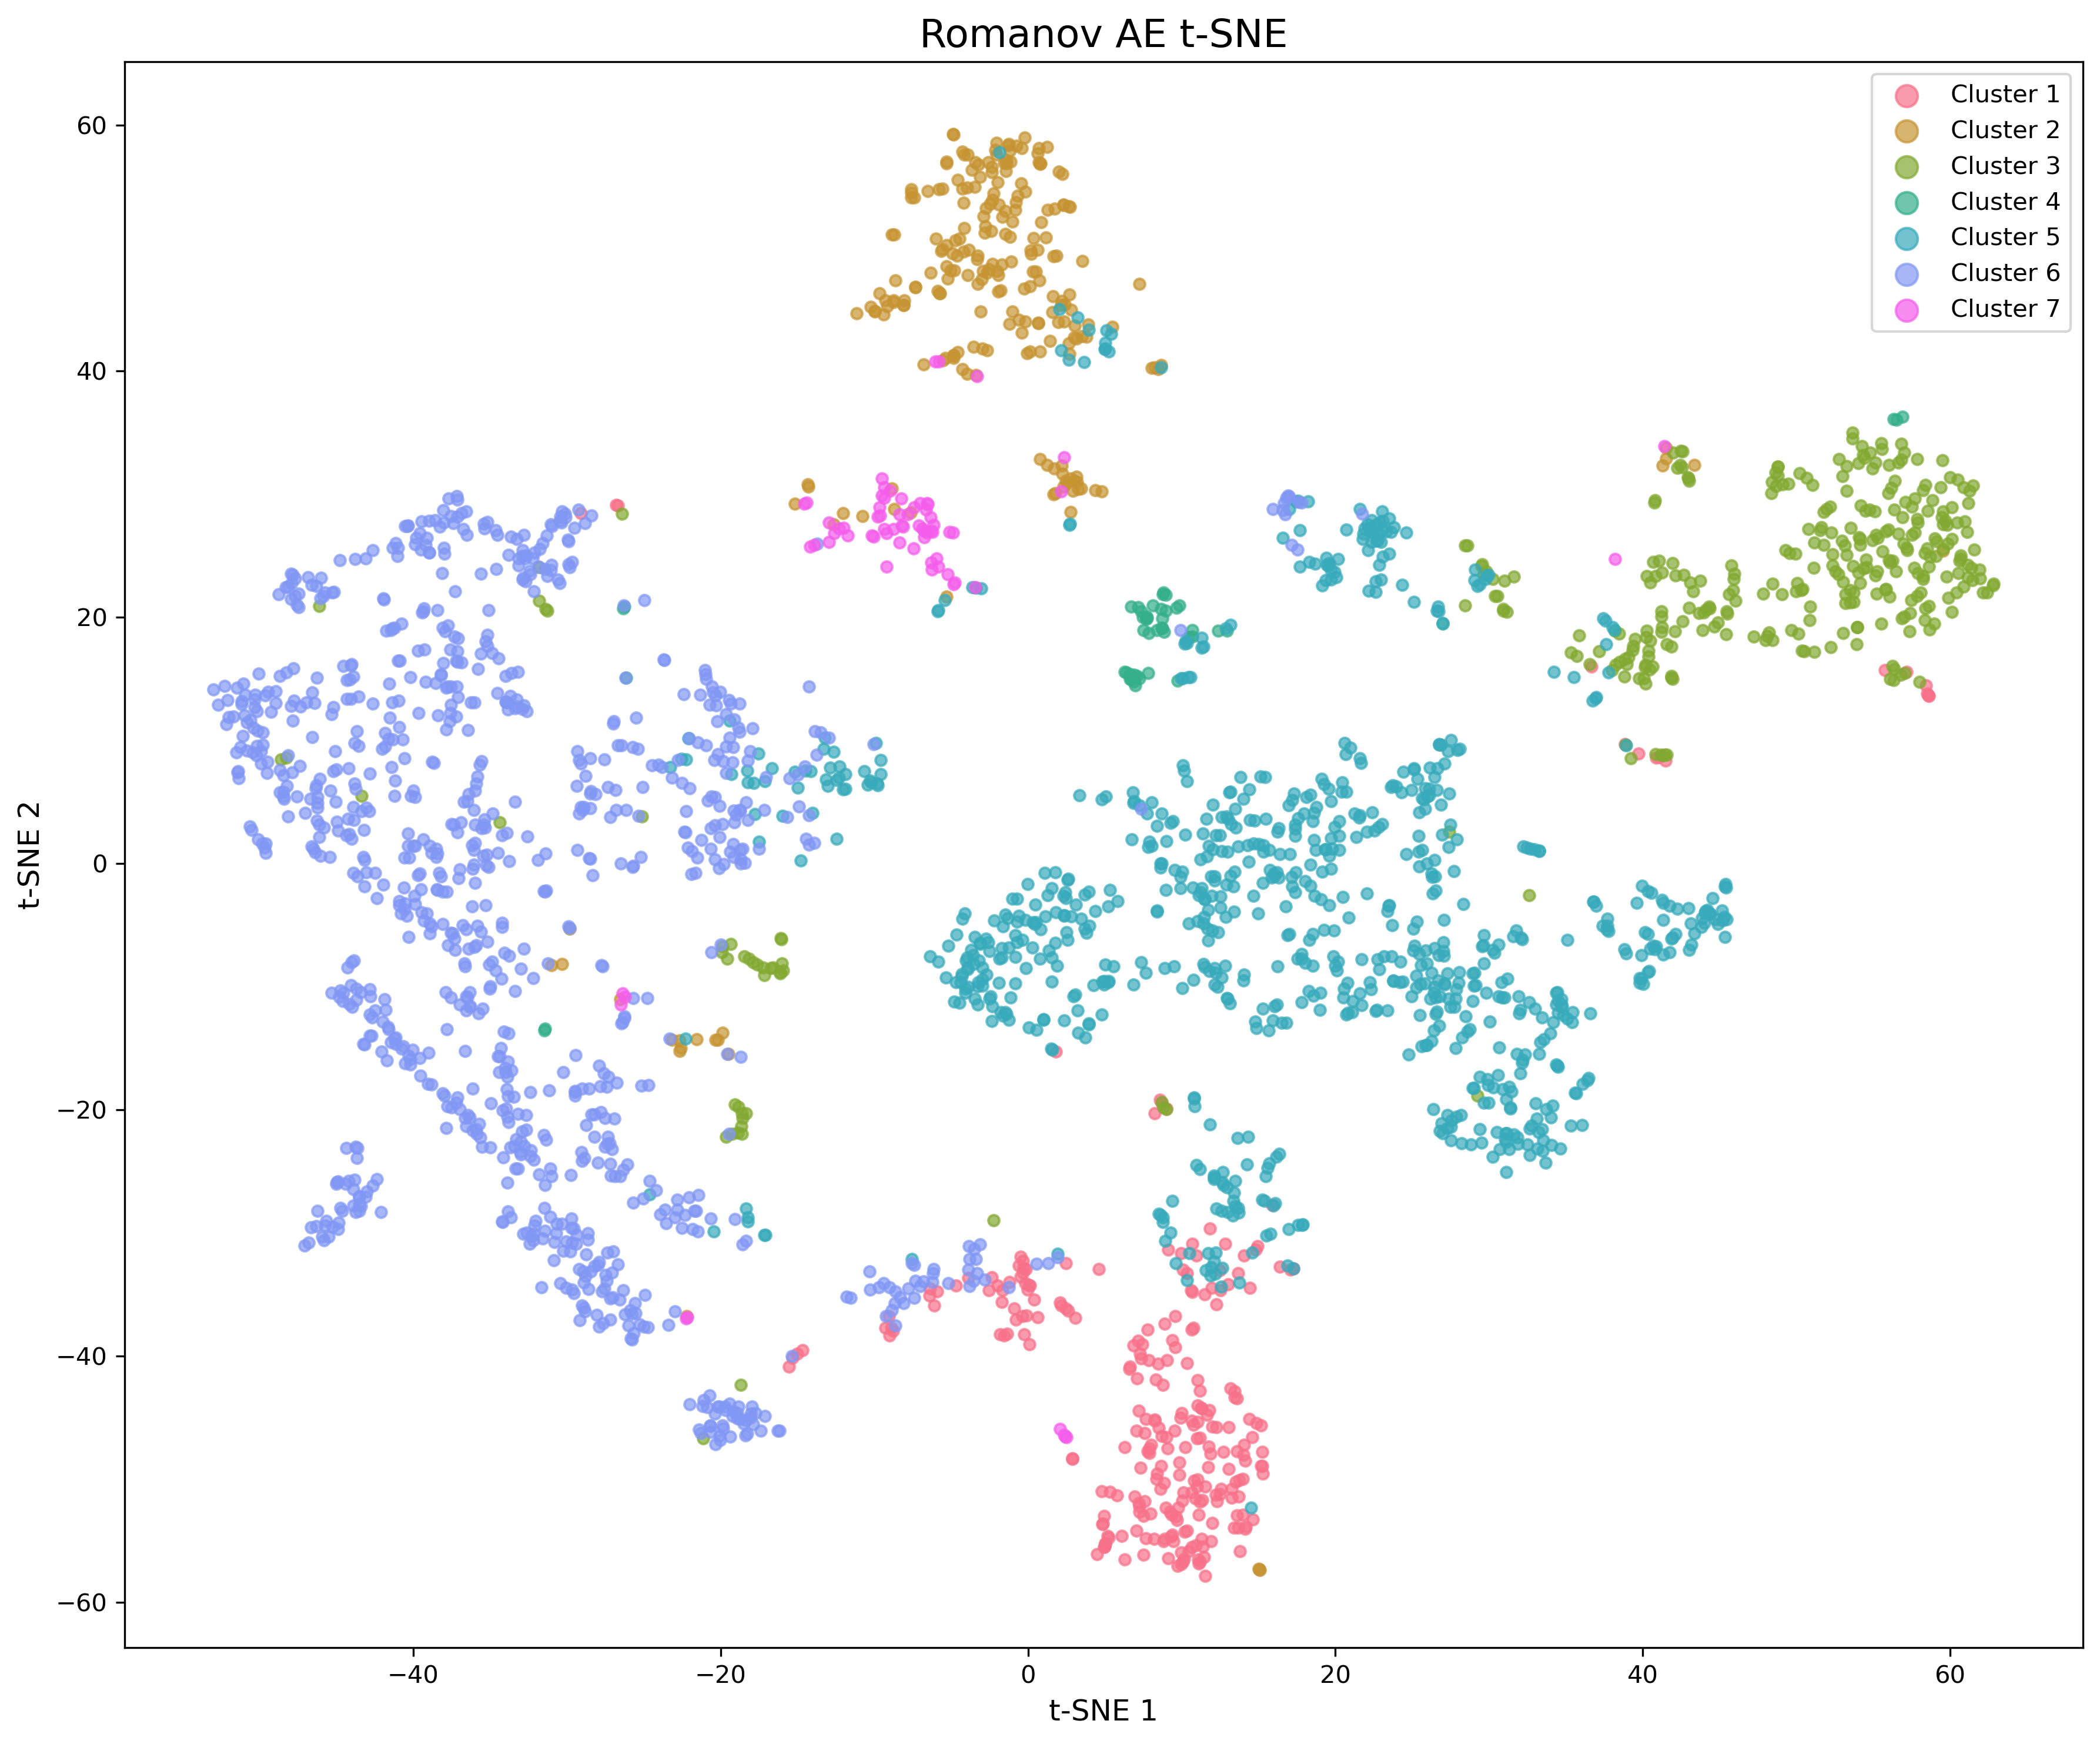 Romanov AE t-SNE
Cluster 1
Cluster 2
Cluster 3
Cluster 4
Cluster 5
Cluster 6
Cluster 7
60
40
20
0
−20
−40
−60
t-SNE 2
−40
−20
0
20
40
60
t-SNE 1